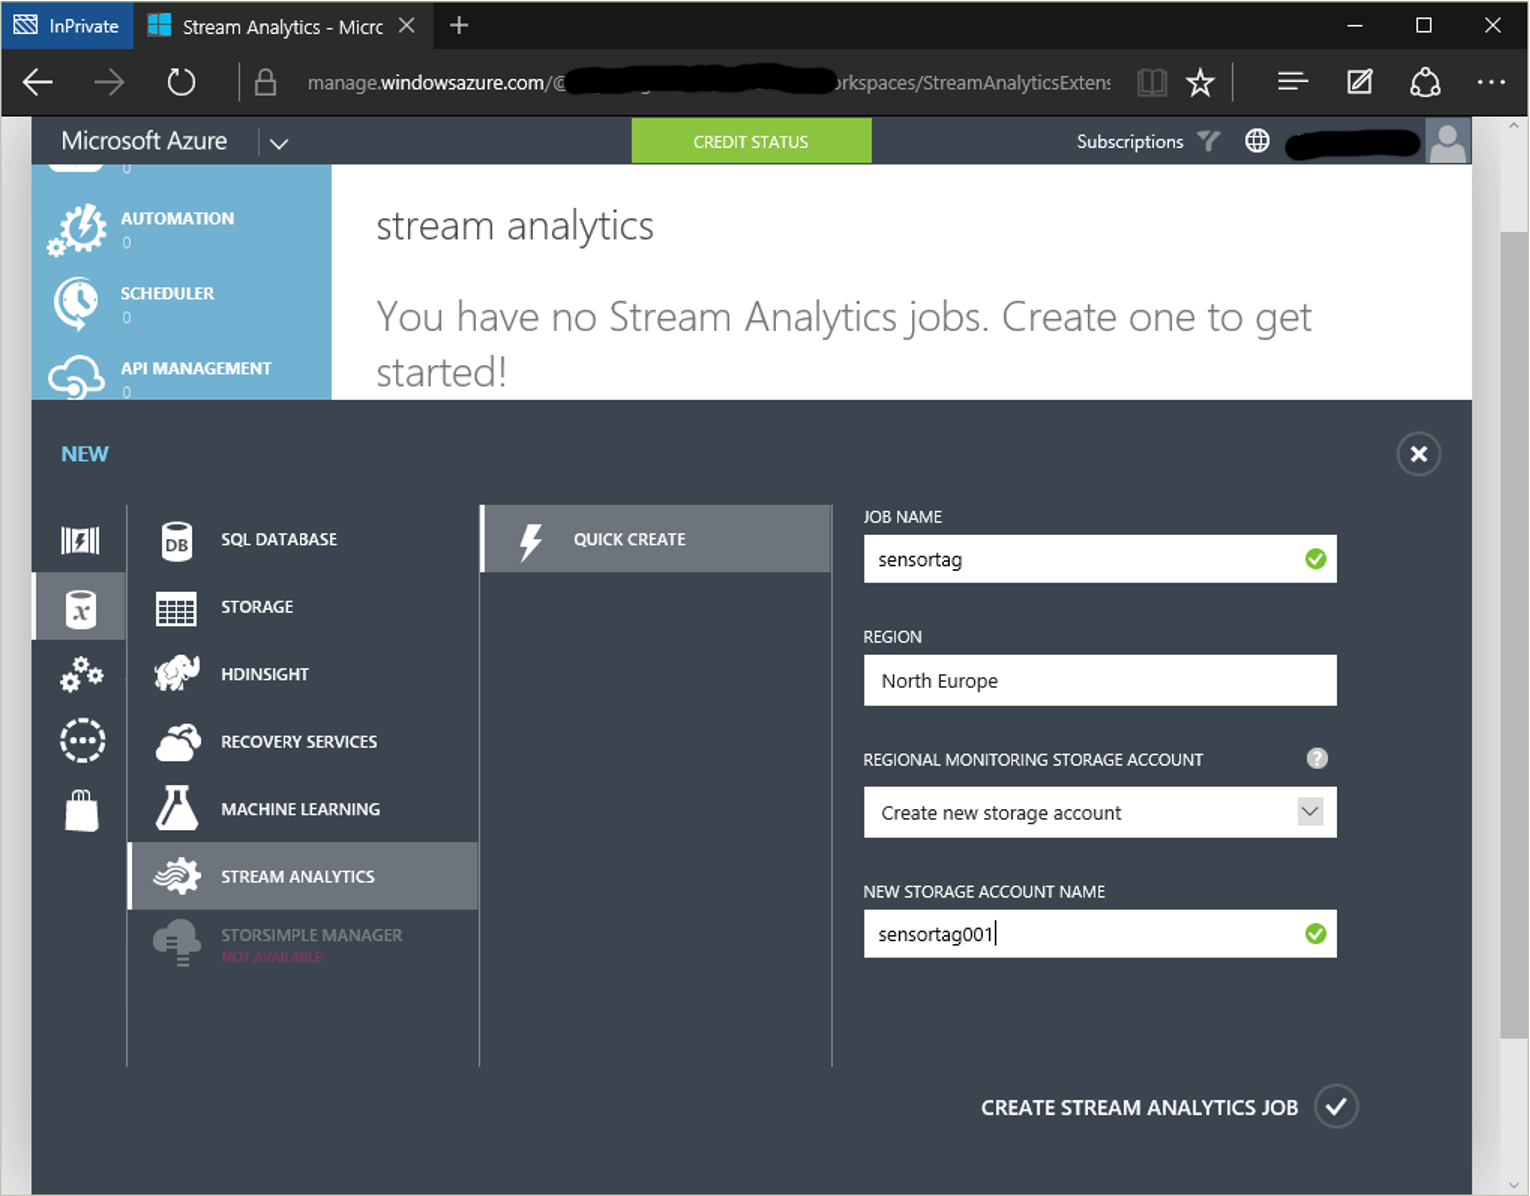 InPrivate
Stream Analytics - Micrc
manage.windowsazure.com/@
orkspaces/StreamAnalyticsExtens
Microsoft Azure
CREDIT STATUS
Subscriptions
0
AUTOMATION
0
SCHEDULER
0
API MANAGEMENT
0
stream analytics
You have no Stream Analytics jobs. Create one to get
started!
NEW
DB
SQL DATABASE
x
STORAGE
HDINSIGHT
RECOVERY SERVICES
MACHINE LEARNING
STREAM ANALYTICS
STORSIMPLE MANAGER
NOT AVAILABLE
QUICK CREATE
JOB NAME
sensortag
REGION
North Europe
REGIONAL MONITORING STORAGE ACCOUNT
?
Create new storage account
NEW STORAGE ACCOUNT NAME
sensortag001
CREATE STREAM ANALYTICS JOB